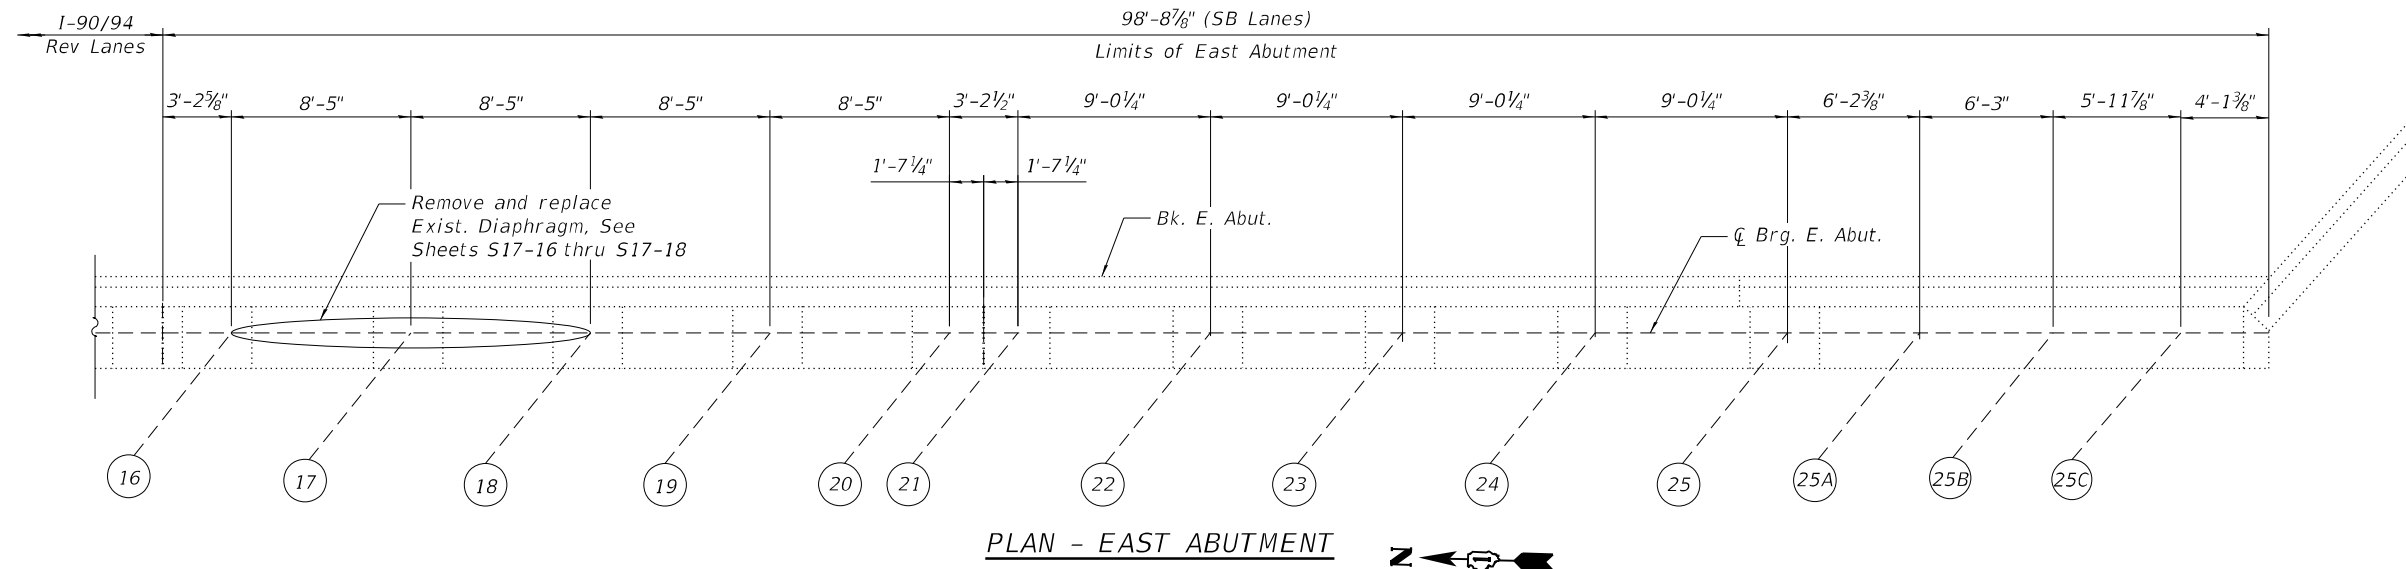 I-90/94
Rev Lanes
98'-8⅞" (SB Lanes)
Limits of East Abutment
3'-2⅝"
8'-5"
8'-5"
8'-5"
8'-5"
3'-2½"
9'-0¼"
9'-0¼"
9'-0¼"
9'-0¼"
6'-2⅜"
6'-3"
5'-11⅞"
4'-1⅜"
1'-7¼"
1'-7¼"
Remove and replace
Exist. Diaphragm, See
Sheets S17-16 thru S17-18
Bk. E. Abut.
℄ Brg. E. Abut.
16
17
18
19
20
21
22
23
24
25
25A
25B
25C
PLAN - EAST ABUTMENT
N
1